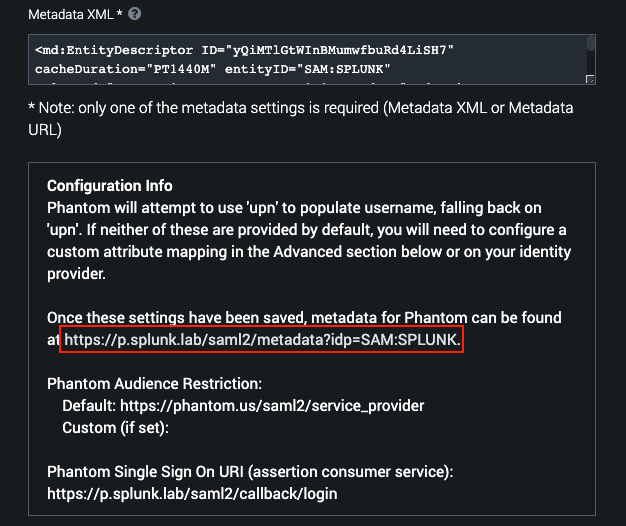 Metadata XML *
<md:EntityDescriptor ID="yQiMTlGtWInBMumwfbuRd4LiSH7"
cacheDuration="PT1440M" entityID="SAM:SPLUNK"
* Note: only one of the metadata settings is required (Metadata XML or Metadata
URL)
Configuration Info
Phantom will attempt to use 'upn' to populate username, falling back on
'upn'. If neither of these are provided by default, you will need to configure a
custom attribute mapping in the Advanced section below or on your identity
provider.
Once these settings have been saved, metadata for Phantom can be found
at https://p.splunk.lab/saml2/metadata?idp=SAM:SPLUNK.
Phantom Audience Restriction:
Default: https://phantom.us/saml2/service_provider
Custom (if set):
Phantom Single Sign On URI (assertion consumer service):
https://p.splunk.lab/saml2/callback/login